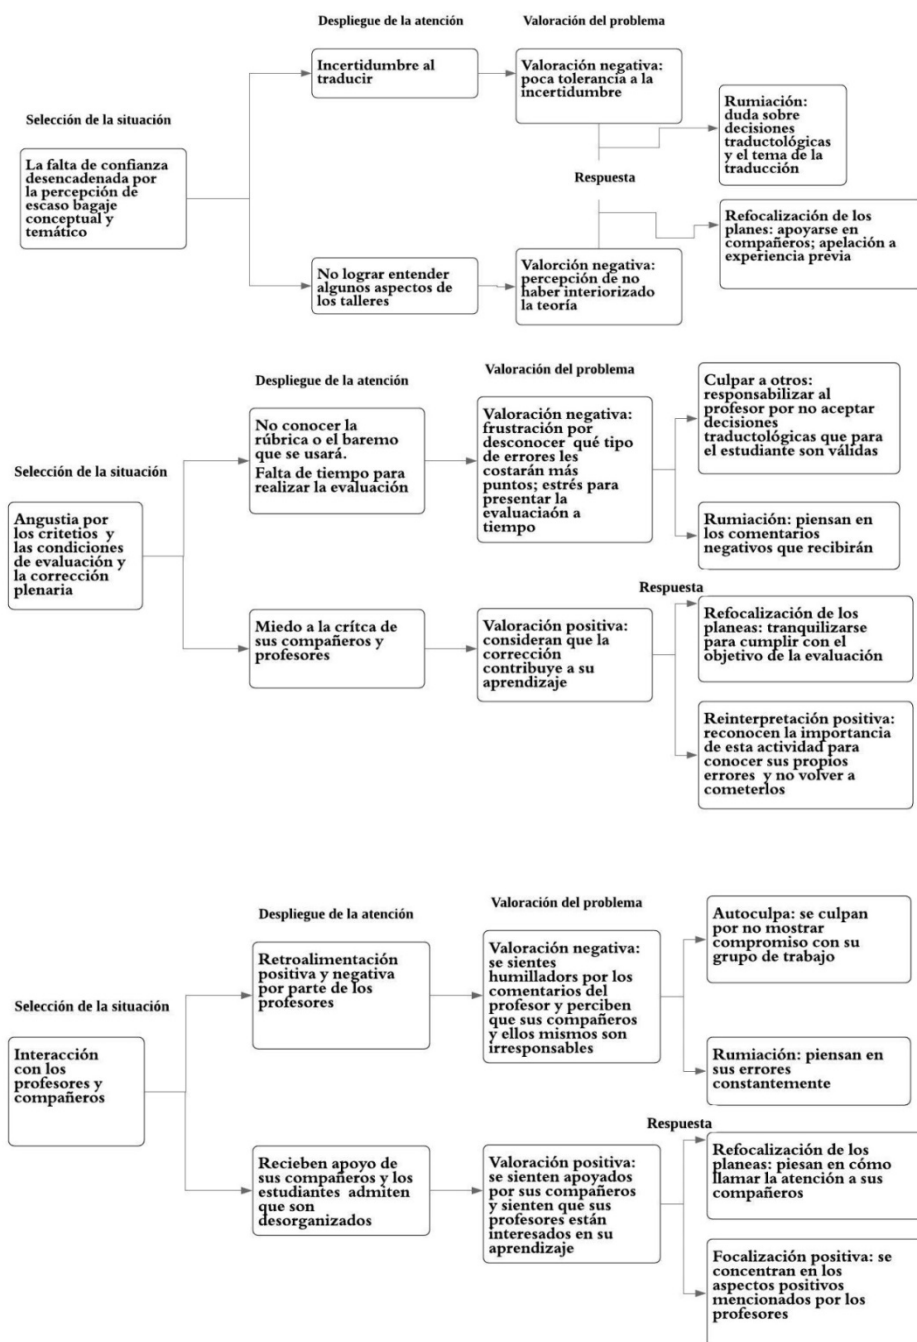 Despliegue de la atención
Valoración del problema
Incertidumbre al
traducir
Valoración negativa:
poca tolerancia a la
incertidumbre
Selección de la situación
La falta de confianza
desencadenada por
la percepción de
escaso bagaje
conceptual y
temático
Rumiación:
duda sobre
decisiones
traductológicas
y el tema de la
traducción
Respuesta
Refocalización de los
planes: apoyarse en
compañeros; apelación a
experiencia previa
No lograr entender
algunos aspectos de
los talleres
Valorción negativa:
percepción de no
haber interiorizado
la teoría
Despliegue de la atención
Valoración del problema
No conocer la
rúbrica o el baremo
que se usará.
Falta de tiempo para
realizar la evaluación
Valoración negativa:
frustración por
desconocer qué tipo
de errores les
costarán más
puntos; estrés para
presentar la
evaluaciaón a
tiempo
Culpar a otros:
responsabilizar al
profesor por no aceptar
decisiones
traductológicas que para
el estudiante son válidas
Selección de la situación
Angustia por
los critetios y
las condiciones
de evaluación y
la corrección
plenaria
Rumiación: piensan en
los comentarios
negativos que recibirán
Respuesta
Miedo a la crítca de
sus compañeros y
profesores
Valoración positiva:
consideran que la
corrección
contribuye a su
aprendizaje
Refocalización de los
planeas: tranquilizarse
para cumplir con el
objetivo de la evaluación
Reinterpretación positiva:
reconocen la importancia
de esta actividad para
conocer sus propios
errores y no volver a
cometerlos
Despliegue de la atención
Valoración del problema
Retroalimentación
positiva y negativa
por parte de los
profesores
Valoración negativa:
se sientes
humilladors por los
comentarios del
profesor y perciben
que sus compañeros
y ellos mismos son
irresponsables
Autoculpa: se culpan
por no mostrar
compromiso con su
grupo de trabajo
Selección de la situación
Interacción
con los
profesores y
compañeros
Rumiación: piensan en
sus errores
constantemente
Respuesta
Recieben apoyo de
sus compañeros y los
estudiantes admiten
que son
desorganizados
Valoración positiva:
se sienten apoyados
por sus compañeros
y sienten que sus
profesores están
interesados en su
aprendizaje
Refocalización de los
planeas: piesan en cómo
llamar la atención a sus
compañeros
Focalización positiva: se
concentran en los
aspectos positivos
mencionados por los
profesores